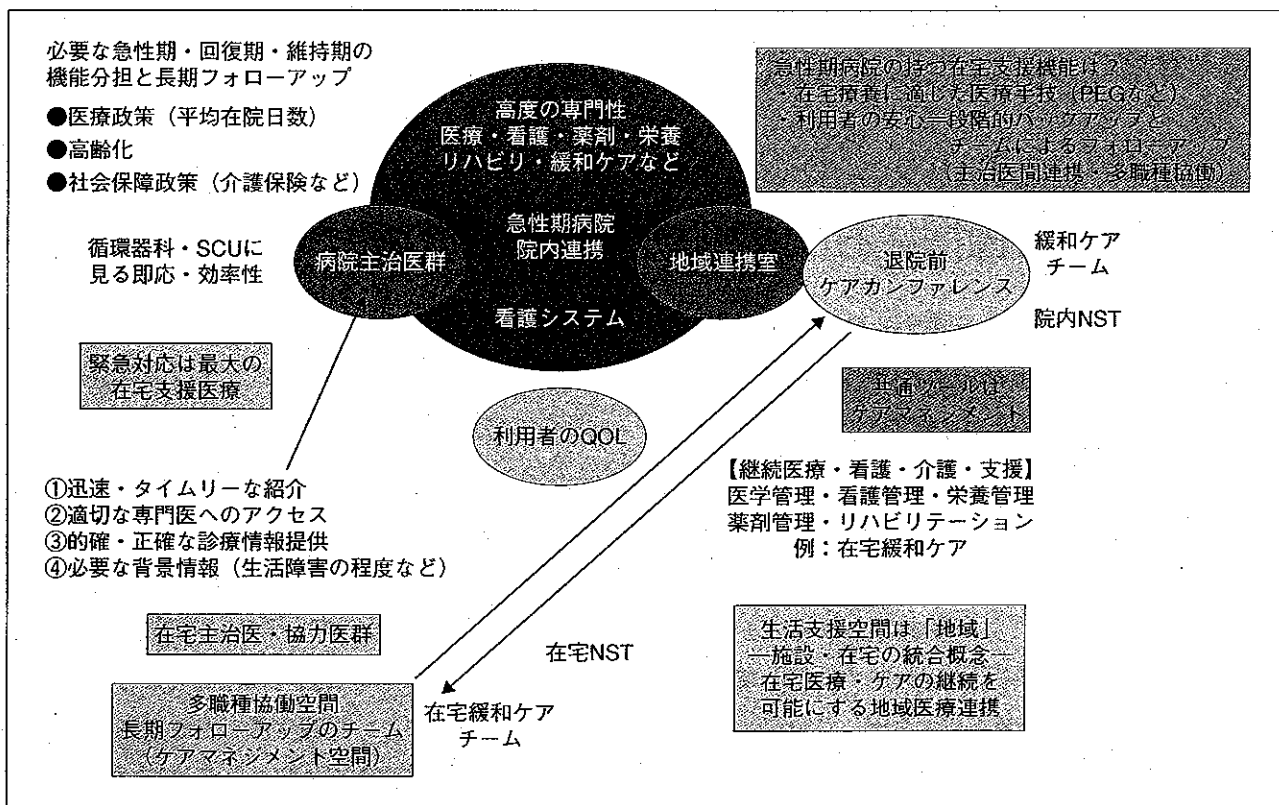 必要な急性期・回復期・維持期の
機能分担と長期フォローアップ
●医療政策（平均在院日数）
●高齢化
●社会保障政策（介護保険など）
高度の専門性
医療・看護・薬剤・栄養
リハビリ・緩和ケアなど
急性期病院の持つ在宅支援機能は？
・在宅療養に適した医療手技（PEGなど）
利用者の安心―段階的バックアップと
チームによるフォローアップ
（主治医間連携・多職種協働）
循環器科・SCUに
見る即応・効率性
病院主治医群
急性期病院
院内連携
地域連携室
退院前
ケアカンファレンス
緩和ケア
チーム
院内NST
看護システム
緊急対応は最大の
在宅支援医療
利用者のQOL
共通ツールは
ケアマネジメント
【継続医療・看護・介護・支援】
医学管理・看護管理・栄養管理
薬剤管理・リハビリテーション
例：在宅緩和ケア
①迅速・タイムリーな紹介
②適切な専門医へのアクセス
③的確・正確な診療情報提供
④必要な背景情報（生活障害の程度など）
在宅主治医・協力医群
在宅NST
生活支援空間は「地域」
―施設・在宅の統合概念―
在宅医療・ケアの継続を
可能にする地域医療連携
多職種協働空間
長期フォローアップのチーム
（ケアマネジメント空間）
在宅緩和ケア
チーム